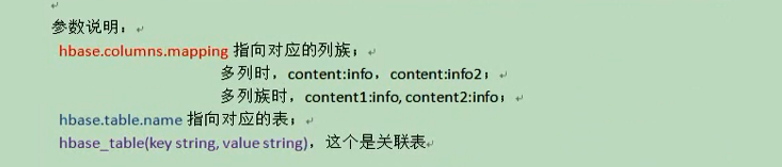 参数说明：
hbase.columns.mapping 指向对应的列族；
多列时，content:info，content:info2；
多列族时，content1:info, content2:info；
hbase.table.name 指向对应的表；
hbase_table(key string, value string)，这个是关联表